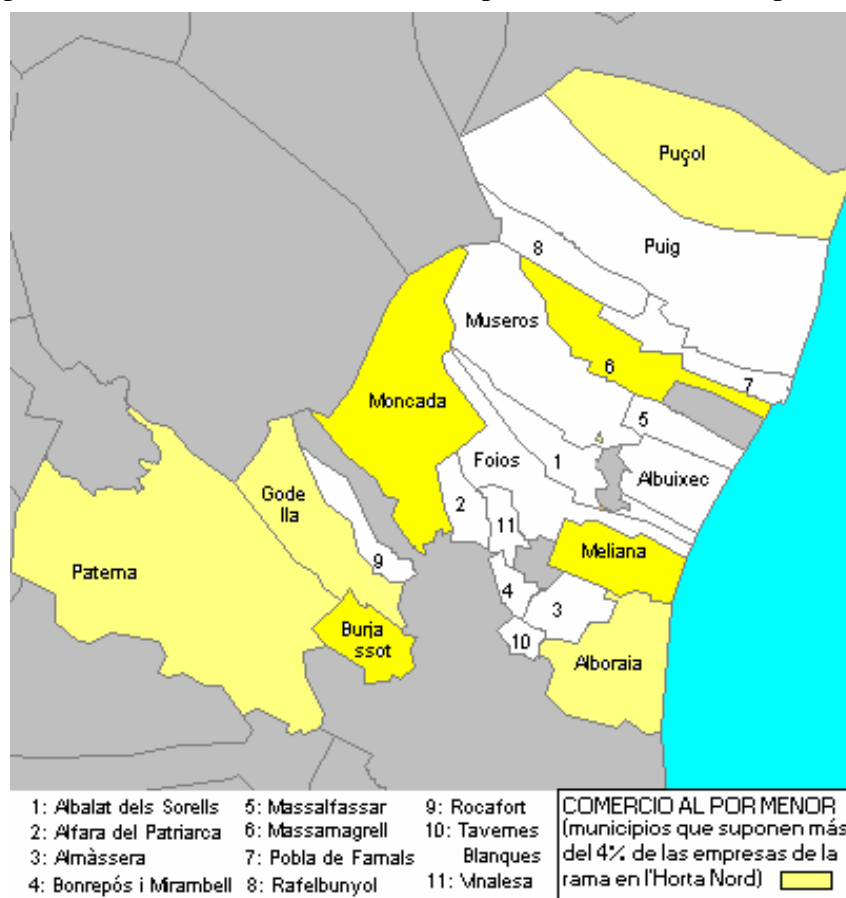 Puçol
Puig
8
Museros
6
7
Moncada
5
4
Foios
1
Albuixec
Gode
lla
2
11
9
Meliana
Paterna
4
3
Burja
ssot
10
Alboraia
1: Albalat dels Sorells
2: Alfara del Patriarca
3: Almàssera
4: Bonrepós i Mirambell
5: Massalfassar
6: Massamagrell
7: Pobla de Farnals
8: Rafelbunyol
9: Rocafort
10: Tavernes
Blanques
11: Vinalesa
COMERCIO AL POR MENOR
(municipios que suponen más
del 4% de las empresas de la
rama en l'Horta Nord)